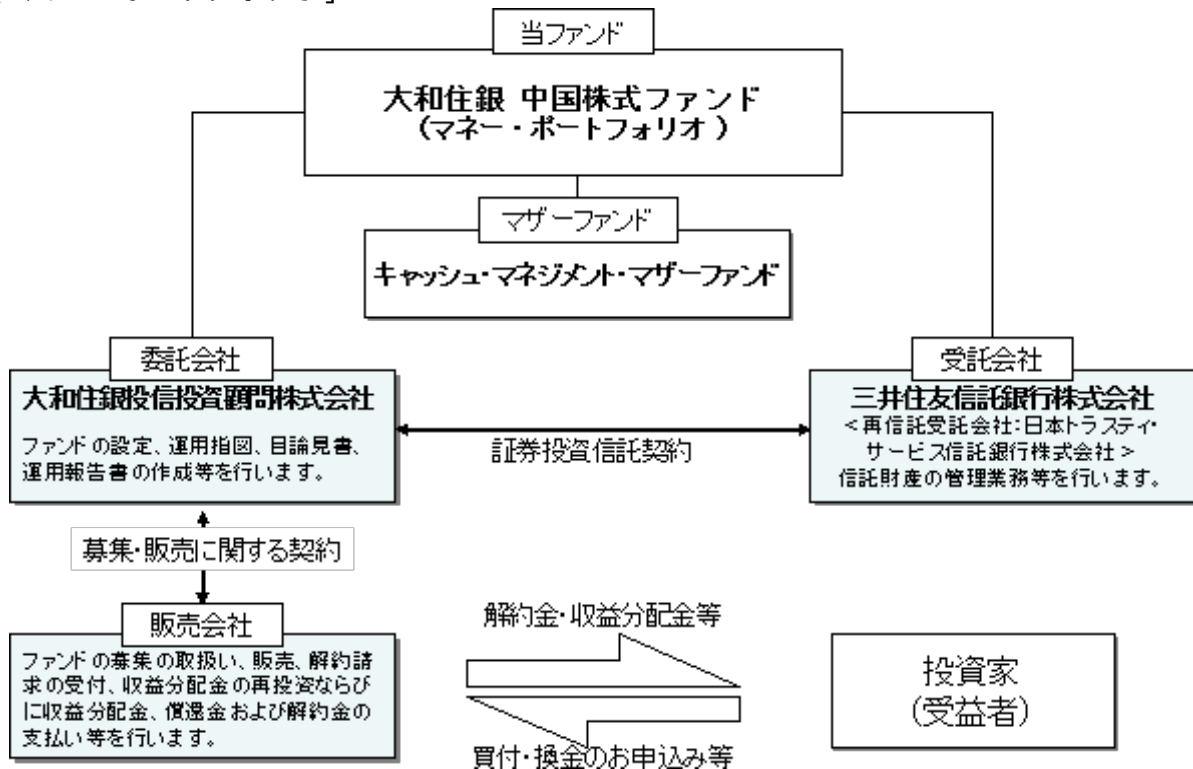 当ファンド
大和住銀 中国株式ファンド
(マネー・ポートフォリオ)
マザーファンド
キャッシュ・マネジメント・マザーファンド
委託会社
大和住銀投信投資顧問株式会社
ファンドの設定、運用指図、目論見書、
運用報告書の作成等を行います。
証券投資信託契約
受託会社
三井住友信託銀行株式会社
<再信託受託会社:日本トラスティ・
サービス信託銀行株式会社>
信託財産の管理業務等を行います。
募集・販売に関する契約
販売会社
ファンドの募集の取扱い、販売、解約請
求の受付、収益分配金の再投資ならび
に収益分配金、償還金および解約金の
支払い等を行います。
解約金・収益分配金等
買付・換金のお申込み等
投資家
(受益者)